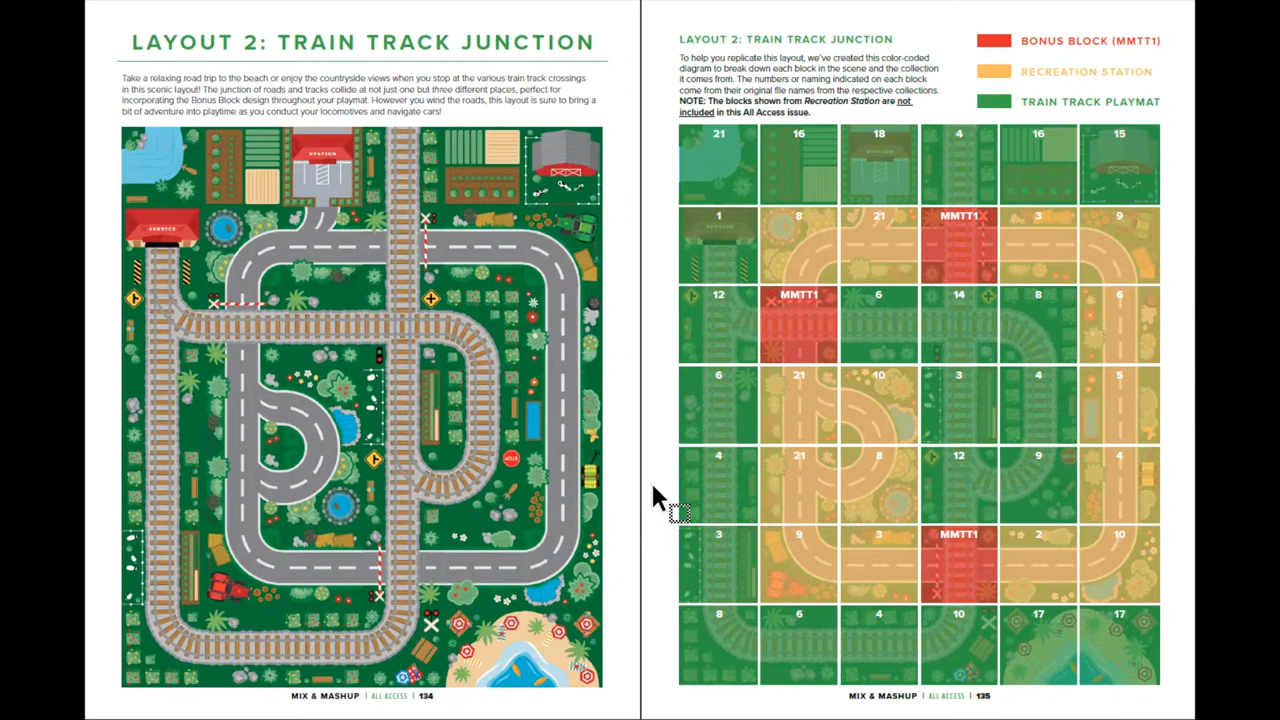 LAYOUT 2: TRAIN TRACK JUNCTION
Take a relaxing road trip to the beach or enjoy the countryside views when you stop at the various train track crossings
in this scenic layout! The junction of roads and tracks collide at not just one but three different places, perfect for
incorporating the Bonus Block design throughout your playmat. However you wind the roads, this layout is sure to bring a
bit of adventure into playtime as you conduct your locomotives and navigate cars!
STATION
SERVICE
STOP
MIX & MASHUP | ALL ACCESS | 134
LAYOUT 2: TRAIN TRACK JUNCTION
To help you replicate this layout, we've created this color-coded
diagram to break down each block in the scene and the collection
it comes from. The numbers or naming indicated on each block
come from their original file names from the respective collections.
NOTE: The blocks shown from Recreation Station are not
included in this All Access issue.
BONUS BLOCK (MMTT1)
RECREATION STATION
TRAIN TRACK PLAYMAT
21 16 18 4 16 15
STATION
1 8 21 MMTT1 3 9
SERVICE
12 MMTT1 6 14 8 6
6 21 10 3 4 5
4 21 8 12 9 4
3 9 3 MMTT1 2 10
8 6 4 10 17 17
MIX & MASHUP | ALL ACCESS | 135